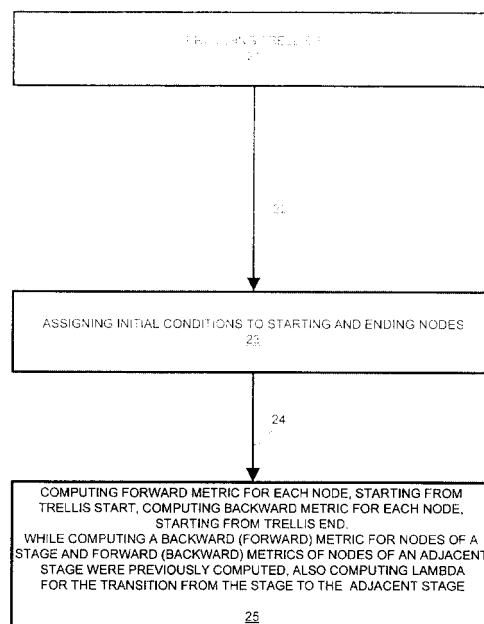 ASSIGNING INITIAL CONDITIONS TO STARTING AND ENDING NODES
23
24
COMPUTING FORWARD METRIC FOR EACH NODE, STARTING FROM
TRELLIS START, COMPUTING BACKWARD METRIC FOR EACH NODE,
STARTING FROM TRELLIS END.
WHILE COMPUTING A BACKWARD (FORWARD) METRIC FOR NODES OF A
STAGE AND FORWARD (BACKWARD) METRICS OF NODES OF AN ADJACENT
STAGE WERE PREVIOUSLY COMPUTED, ALSO COMPUTING LAMBDA
FOR THE TRANSITION FROM THE STAGE TO THE ADJACENT STAGE
25